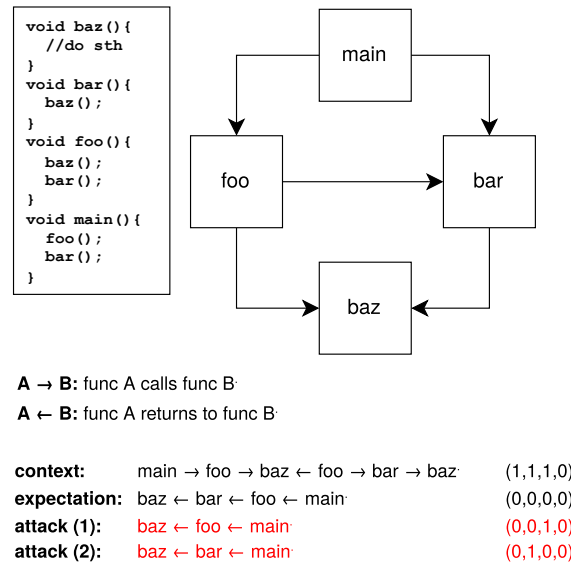 void baz(){
//do sth
}
void bar(){
baz();
}
void foo(){
baz();
bar();
}
void main(){
foo();
bar();
}
main
foo
bar
baz
A → B: func A calls func B.
A ← B: func A returns to func B.
context: main → foo → baz ← foo → bar → baz. (1,1,1,0)
expectation: baz ← bar ← foo ← main. (0,0,0,0)
attack (1): baz ← foo ← main. (0,0,1,0)
attack (2): baz ← bar ← main. (0,1,0,0)